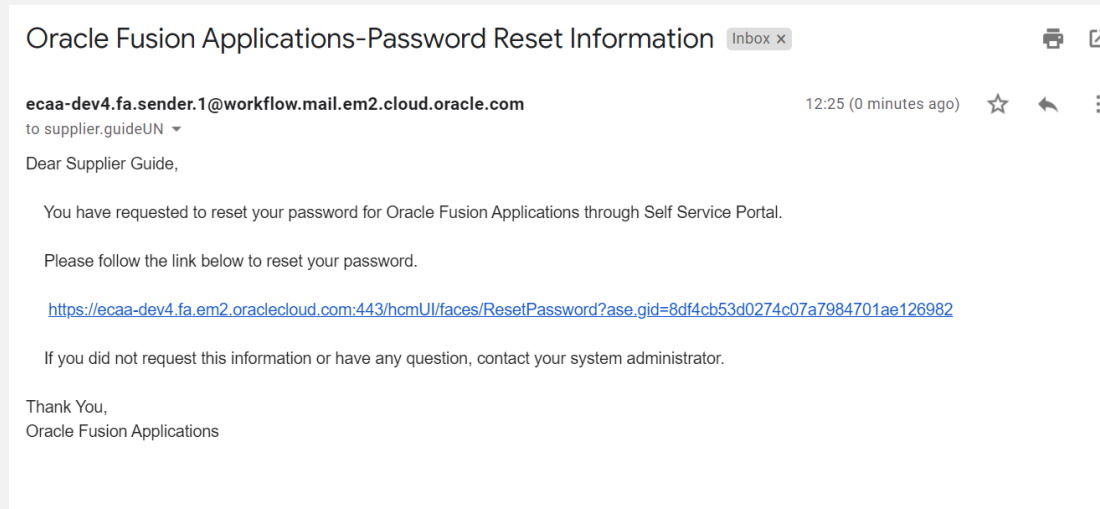 Oracle Fusion Applications-Password Reset Information Inbox ×
ecaa-dev4.fa.sender.1@workflow.mail.em2.cloud.oracle.com 12:25 (0 minutes ago)
to supplier.guideUN
Dear Supplier Guide,
You have requested to reset your password for Oracle Fusion Applications through Self Service Portal.
Please follow the link below to reset your password.
https://ecaa-dev4.fa.em2.oraclecloud.com:443/hcmUI/faces/ResetPassword?ase.gid=8df4cb53d0274c07a7984701ae126982
If you did not request this information or have any question, contact your system administrator.
Thank You,
Oracle Fusion Applications